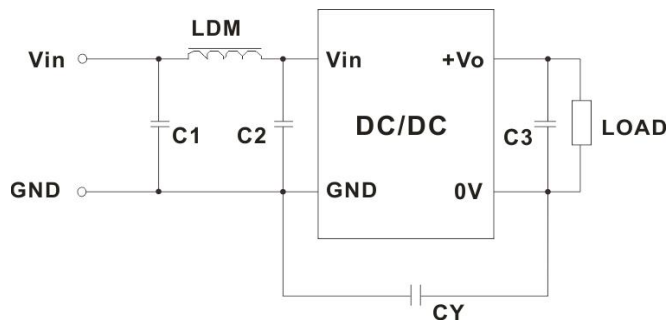 LDM
Vin
Vin
+Vo
C1
C2
DC/DC
C3
LOAD
GND
GND
0V
CY